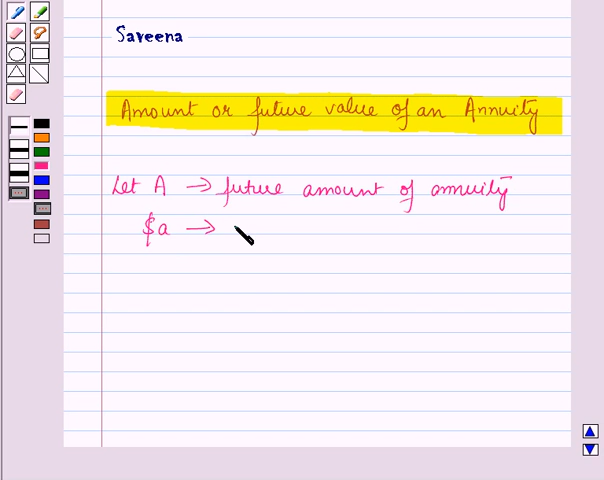 Saveena
Amount or future value of an Annuity
Let A → future amount of annuity
$a →